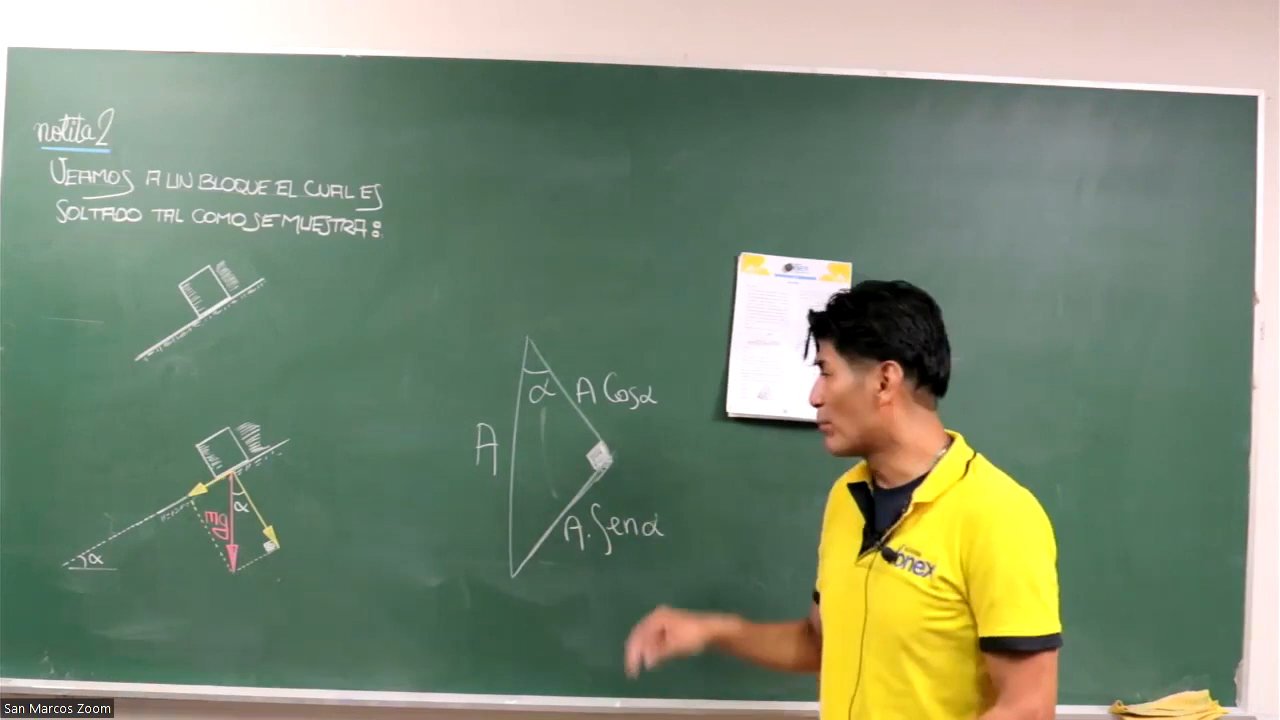 notita 2
VEAMOS A UN BLOQUE EL CUAL ES
SOLTADO TAL COMO SE MUESTRA:
α
A
A Cosα
A. Senα
mg
α
α
onex
San Marcos Zoom